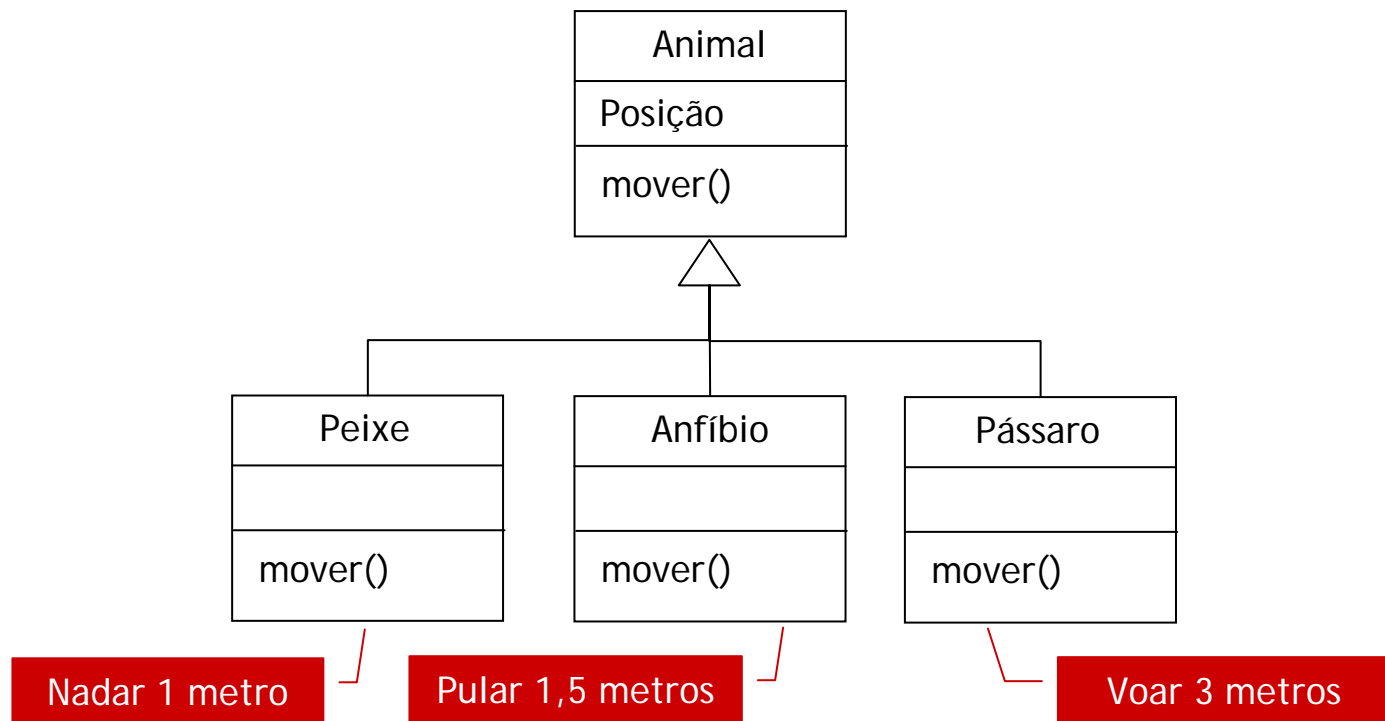 Animal
Posição
mover()
Peixe
Anfíbio
Pássaro
mover()
mover()
mover()
Nadar 1 metro
Pular 1,5 metros
Voar 3 metros